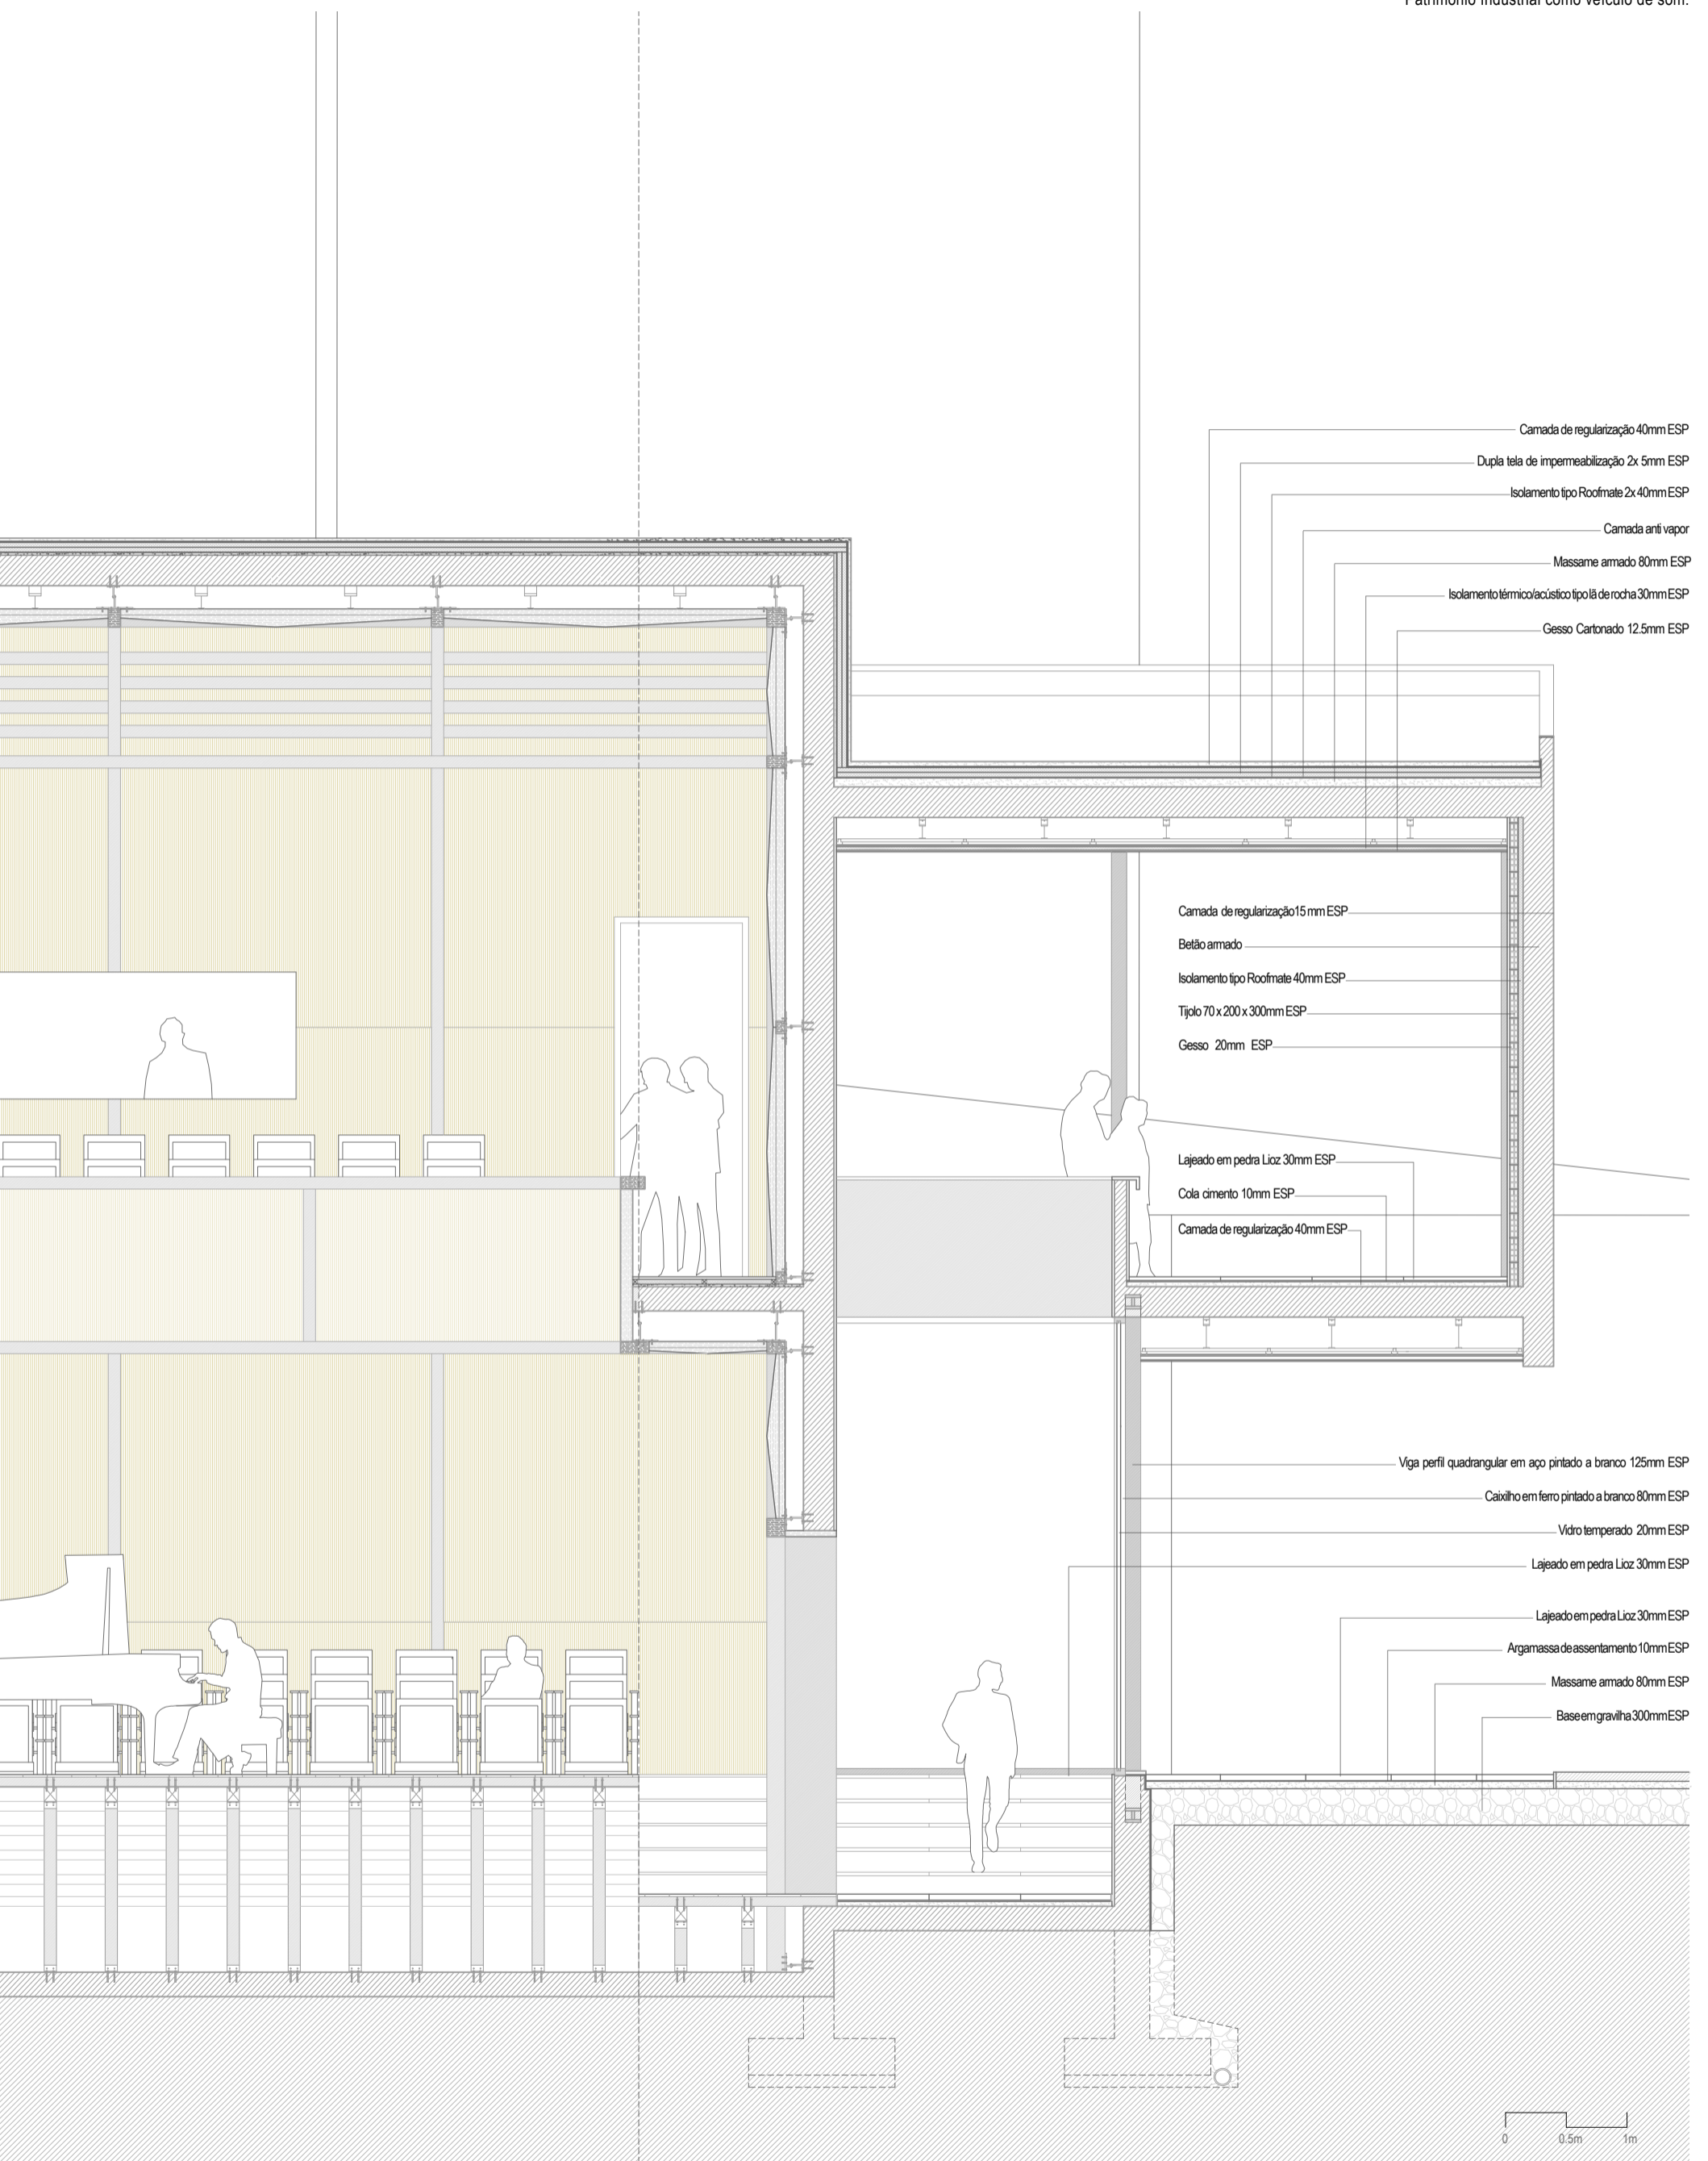 Património industrial como veículo de som.
Camada de regularização 40mm ESP
Dupla tela de impermeabilização 2x 5mm ESP
Isolamento tipo Roofmate 2x 40mm ESP
Camada anti vapor
Massame armado 80mm ESP
Isolamento térmico/acústico tipo lã de rocha 30mm ESP
Gesso Cartonado 12.5mm ESP
Camada de regularização15 mm ESP
Betão armado
Isolamento tipo Roofmate 40mm ESP
Tijolo 70 x 200 x 300mm ESP
Gesso 20mm ESP
Lajeado em pedra Lioz 30mm ESP
Cola cimento 10mm ESP
Camada de regularização 40mm ESP
Viga perfil quadrangular em aço pintado a branco 125mm ESP
Caixilho em ferro pintado a branco 80mm ESP
Vidro temperado 20mm ESP
Lajeado em pedra Lioz 30mm ESP
Lajeado em pedra Lioz 30mm ESP
Argamassa de assentamento 10mm ESP
Massame armado 80mm ESP
Base em gravilha 300mm ESP
0 0.5m 1m